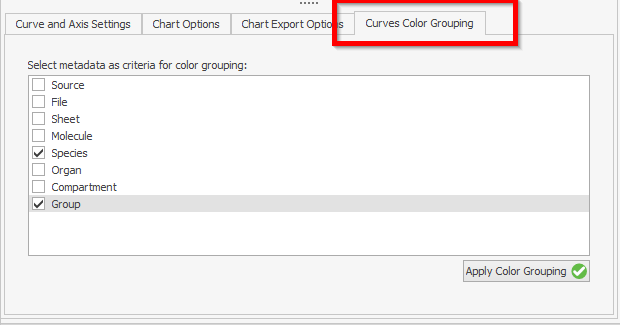 Curve and Axis Settings Chart Options Chart Export Options Curves Color Grouping
Select metadata as criteria for color grouping:
Source
File
Sheet
Molecule
Species
Organ
Compartment
Group
Apply Color Grouping